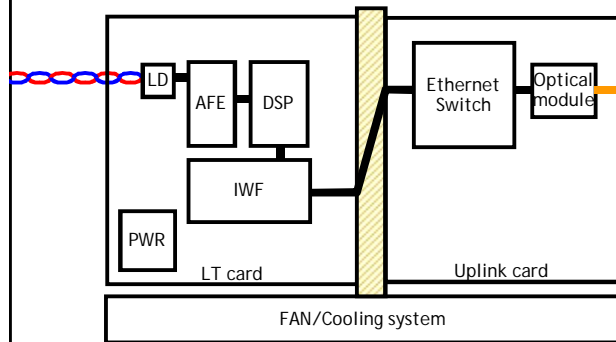 LD
AFE
DSP
Ethernet
Switch
Optical
module
IWF
PWR
LT card
Uplink card
FAN/Cooling system